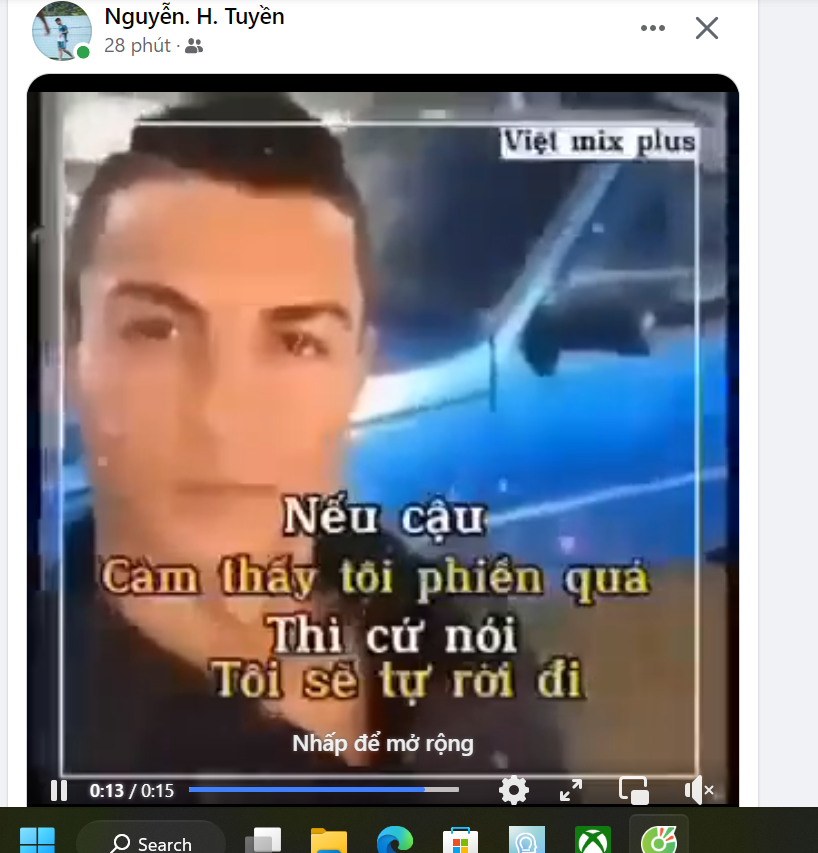 Nguyễn. H. Tuyền
28 phút ·
Việt mix plus
Nếu cậu
Cảm thấy tôi phiền quá
Thì cứ nói
Tôi sẽ tự rời đi
Nhấp để mở rộng
0:13 / 0:15
Search